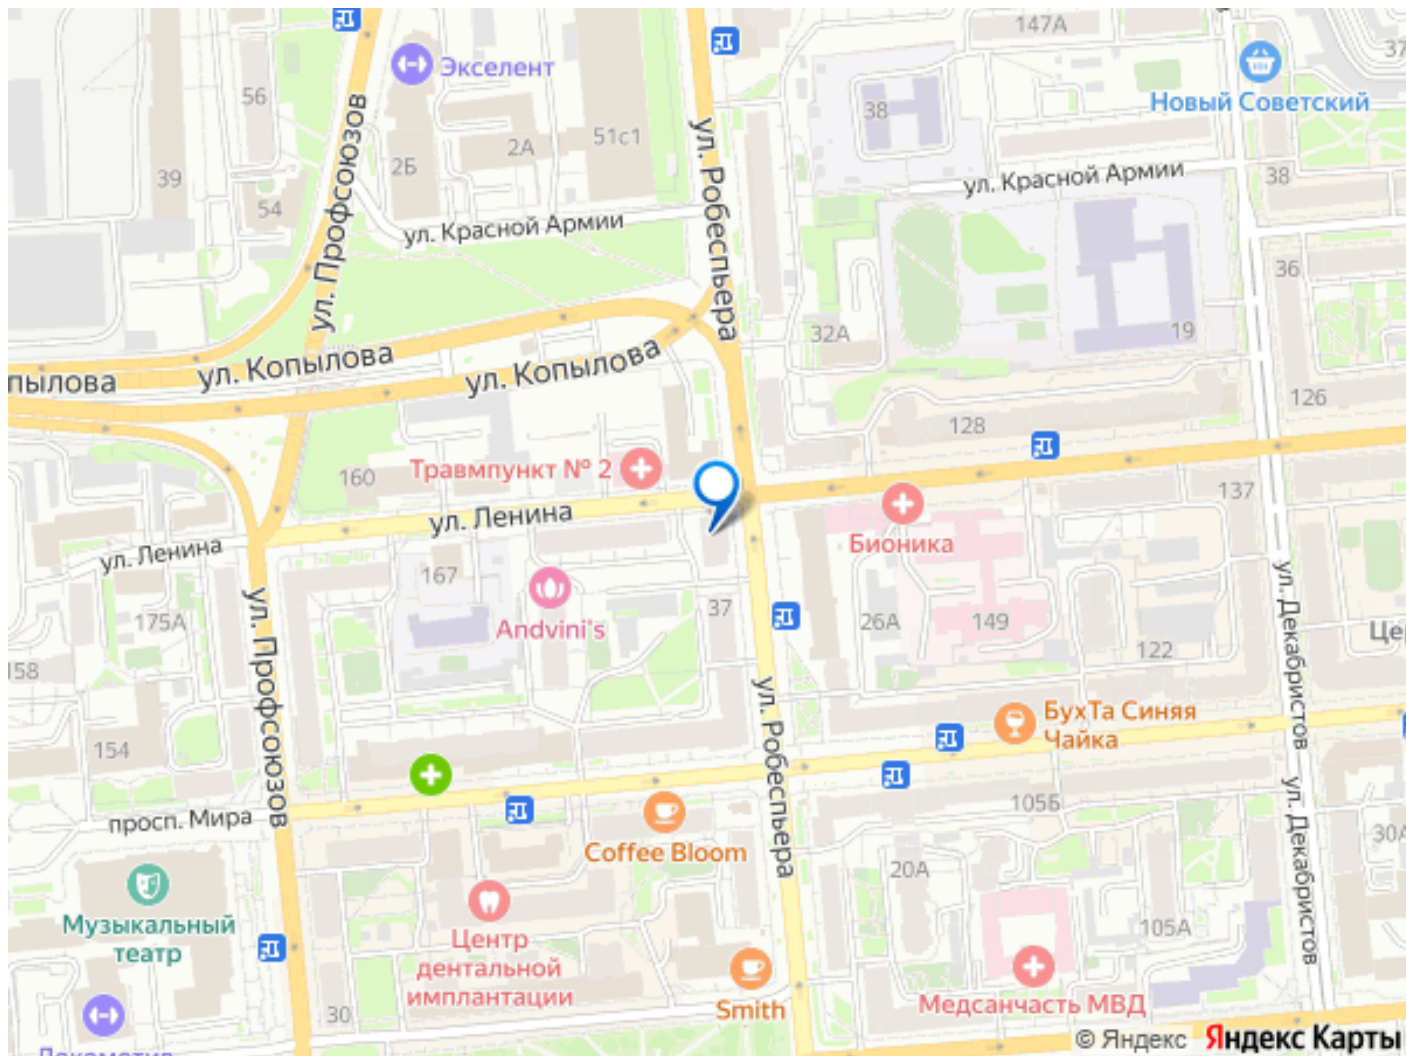 147А
37
Экселент
56
38
Новый Советский
ул. Профсоюзов
ул. Робеспьера
51с1
2А
2Б
39
54
ул. Красной Армии
ул. Красной Армии
38
36
19
32А
ул. Копылова
ул. Копылова
пылова
126
128
Травмпункт № 2
160
137
ул. Ленина
ул. Ленина
Бионика
167
Andvini's
37
175А
26А
149
122
Це
158
ул. Профсоюзов
ул. Робеспьера
ул. Декабристов
БухТа Синяя
Чайка
154
просп. Мира
105Б
Coffee Bloom
ул. Декабристов
30А
20А
Музыкальный
театр
Центр
дентальной
имплантации
105А
Smith
Медсанчасть МВД
30
© Яндекс Яндекс Карты